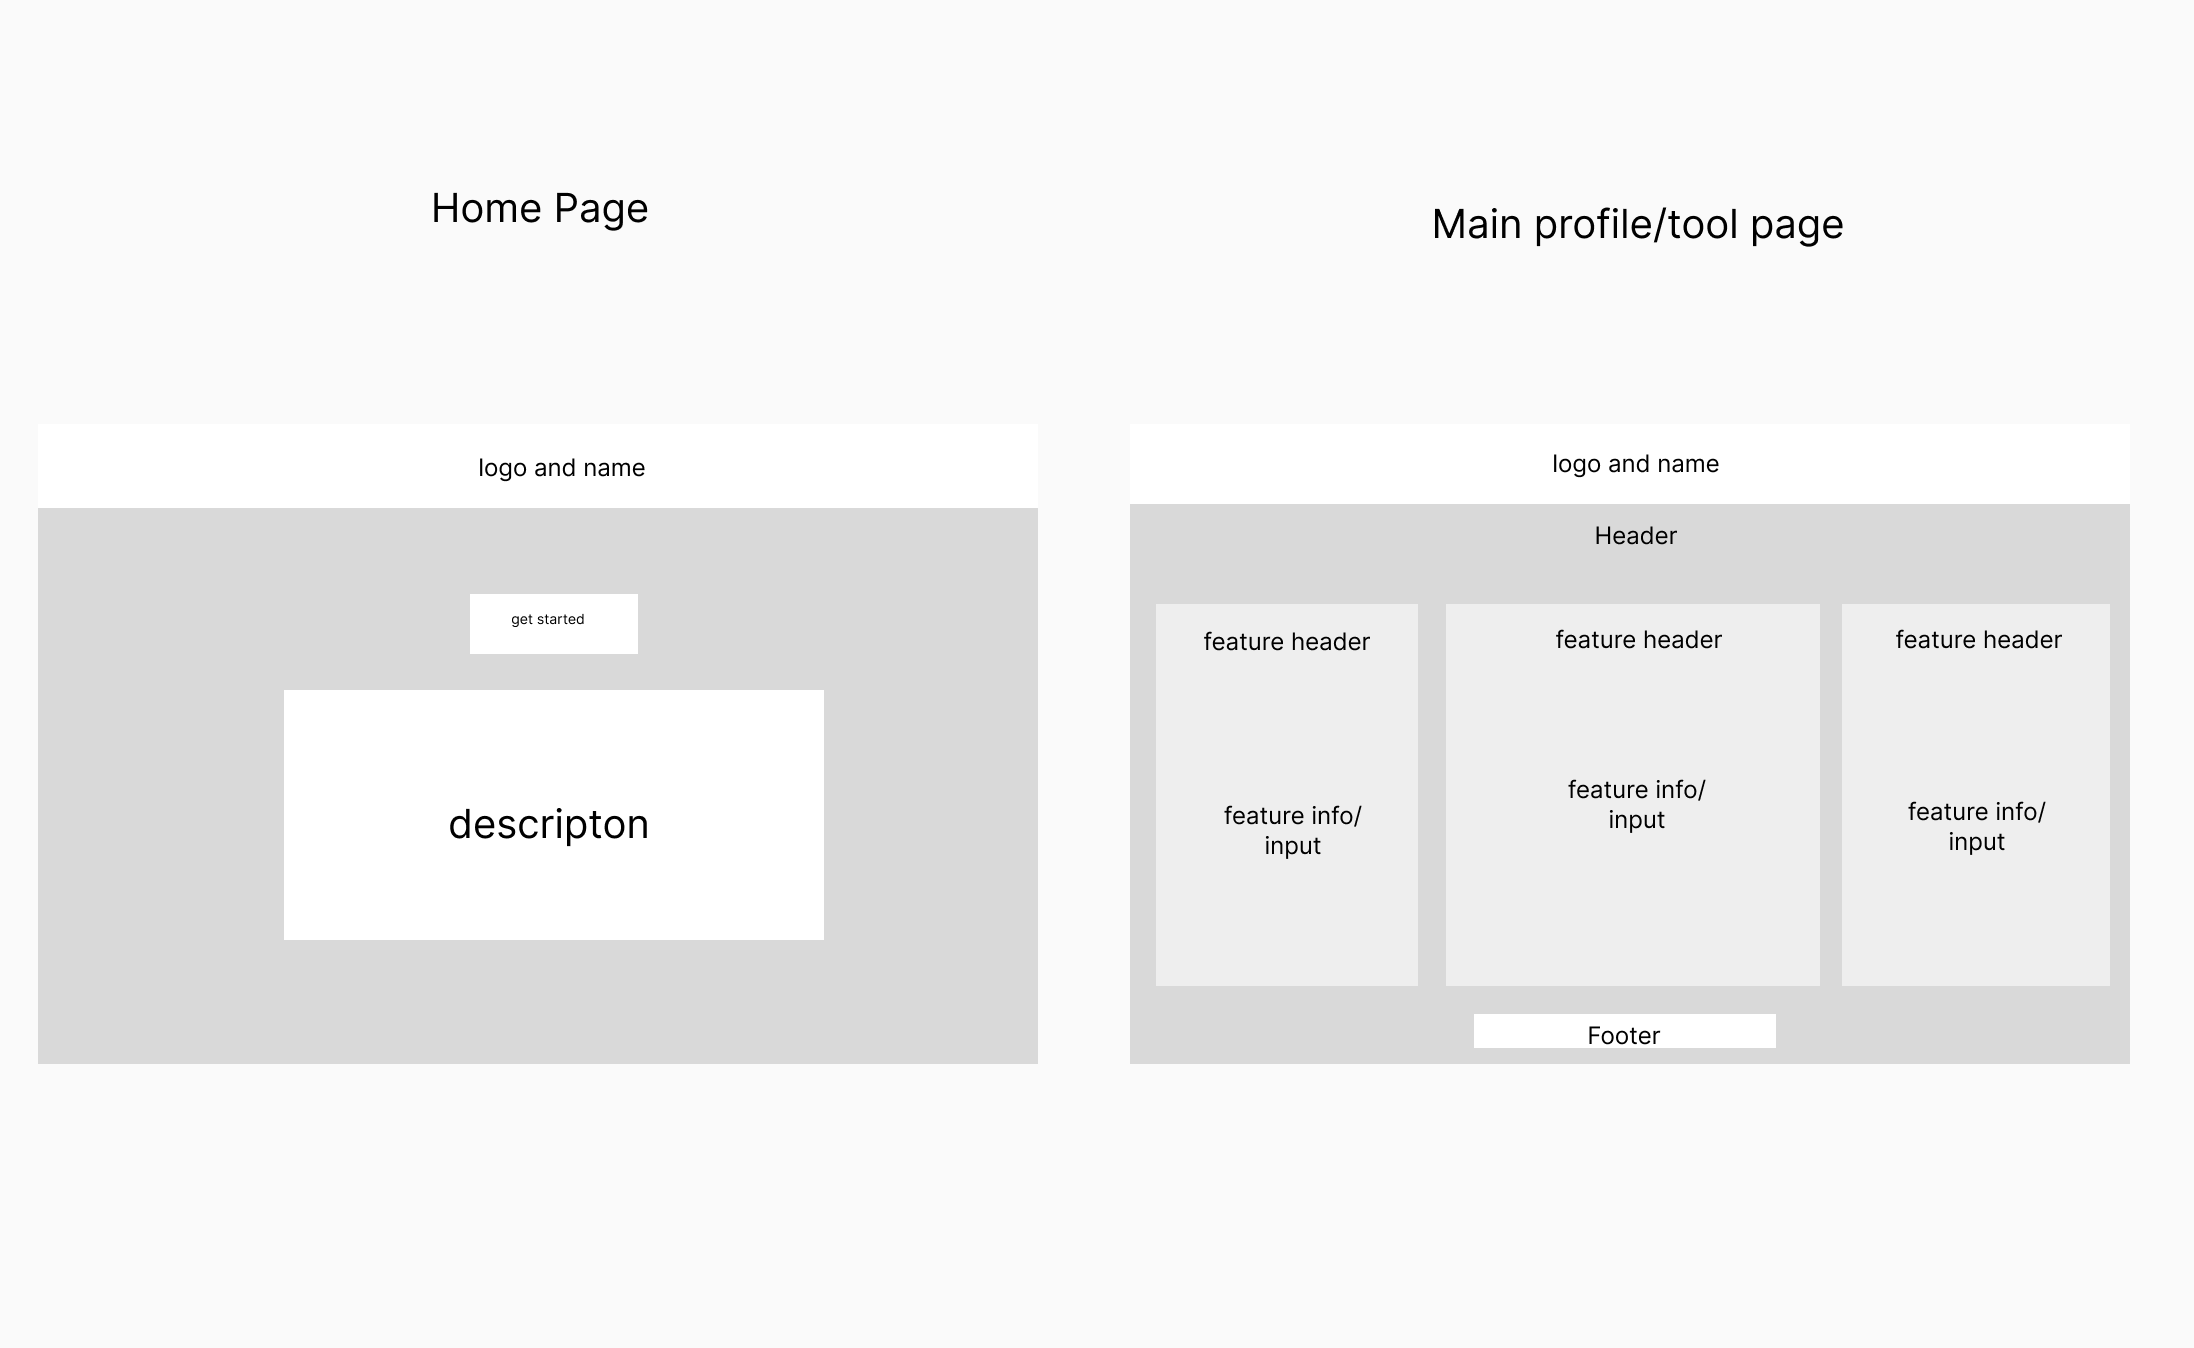 Home Page
logo and name
get started
descripton
Main profile/tool page
logo and name
Header
feature header
feature info/
input
feature header
feature info/
input
feature header
feature info/
input
Footer